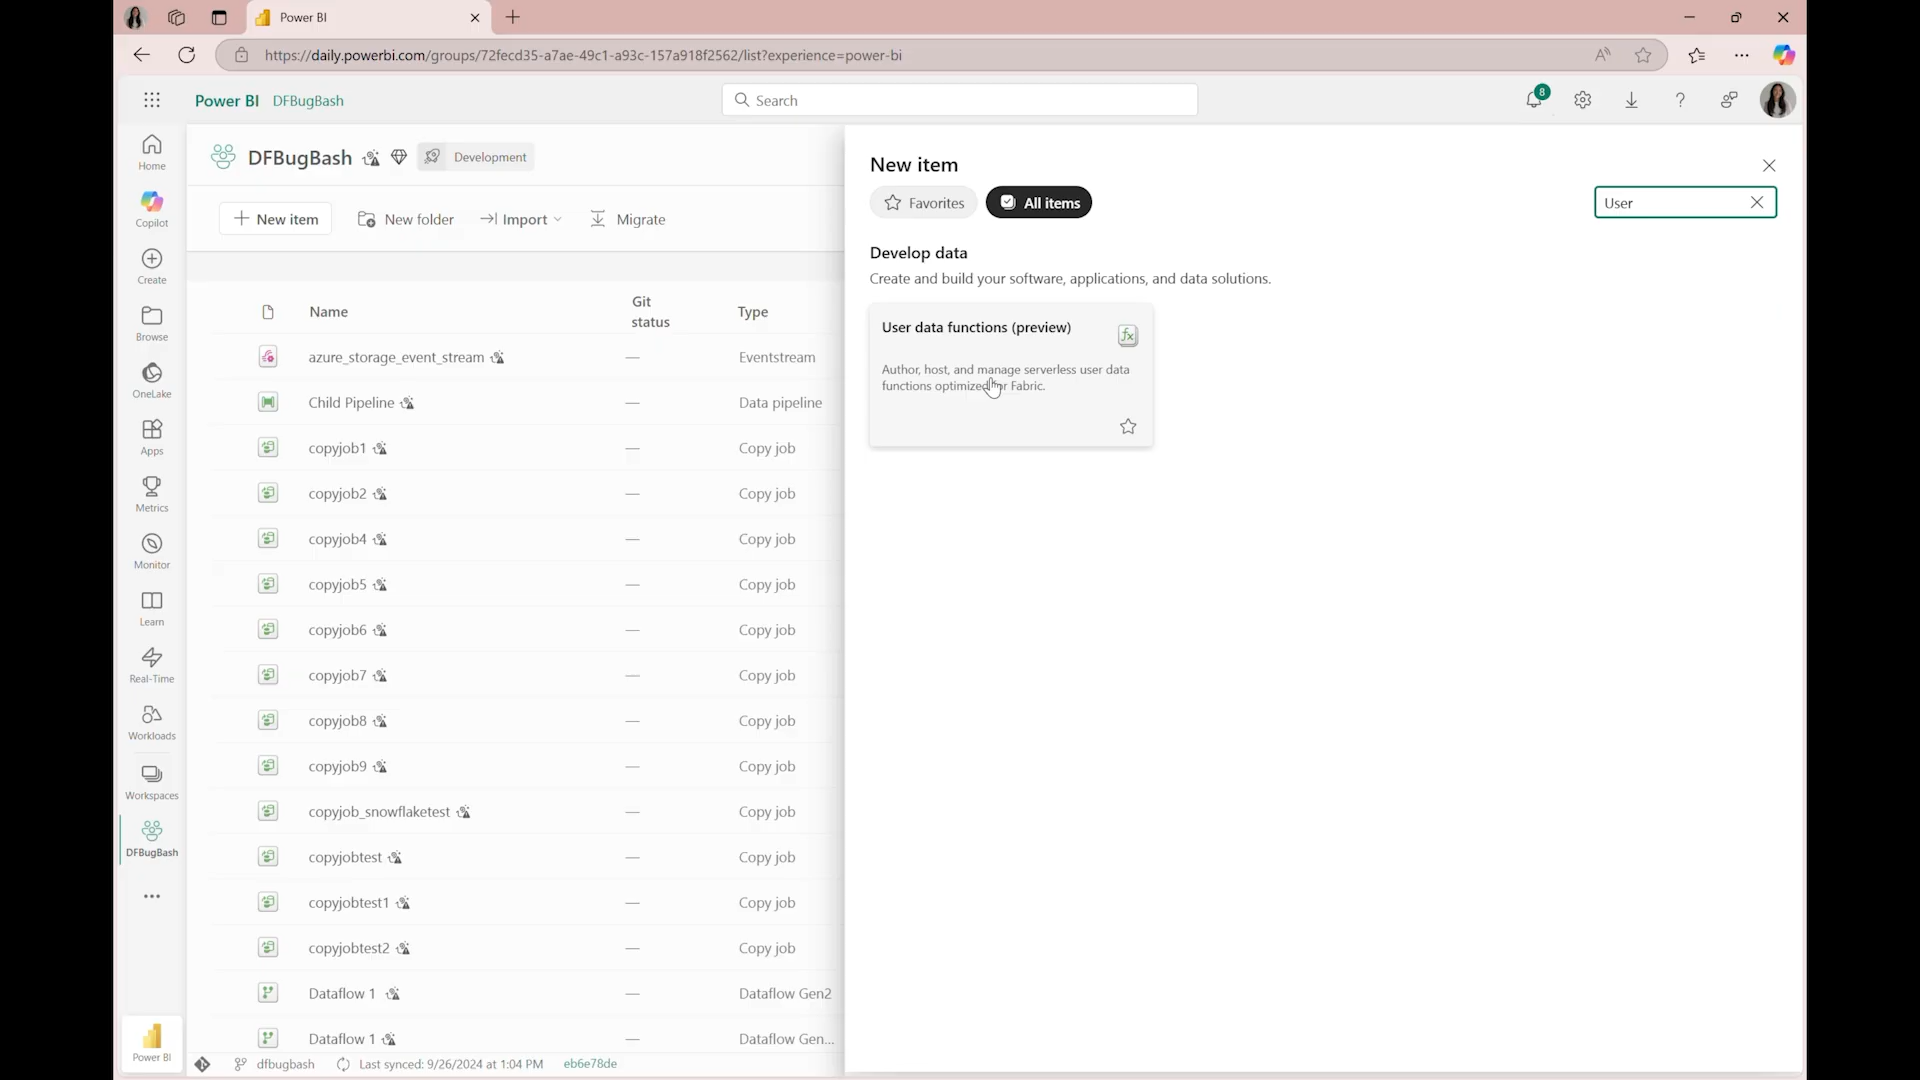 Power BI
https://daily.powerbi.com/groups/72fecd35-a7ae-49c1-a93c-157a918f2562/list?experience=power-bi
Power BI DFBugBash
Search
8
Home
Copilot
Create
Browse
OneLake
Apps
Metrics
Monitor
Learn
Real-Time
Workloads
Workspaces
DFBugBash
Power BI
DFBugBash Development
New item New folder Import Migrate
Name Git status Type
azure_storage_event_stream — Eventstream
Child Pipeline — Data pipeline
copyjob1 — Copy job
copyjob2 — Copy job
copyjob4 — Copy job
copyjob5 — Copy job
copyjob6 — Copy job
copyjob7 — Copy job
copyjob8 — Copy job
copyjob9 — Copy job
copyjob_snowflaketest — Copy job
copyjobtest — Copy job
copyjobtest1 — Copy job
copyjobtest2 — Copy job
Dataflow 1 — Dataflow Gen2
Dataflow 1 — Dataflow Gen...
dfbugbash Last synced: 9/26/2024 at 1:04 PM eb6e78de
New item
Favorites All items User
Develop data
Create and build your software, applications, and data solutions.
User data functions (preview)
Author, host, and manage serverless user data
functions optimized for Fabric.